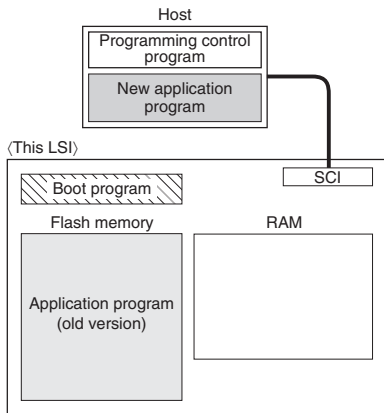 Host
Programming control
program
New application
program
〈This LSI〉
SCI
Boot program
Flash memory
RAM
Application program
(old version)